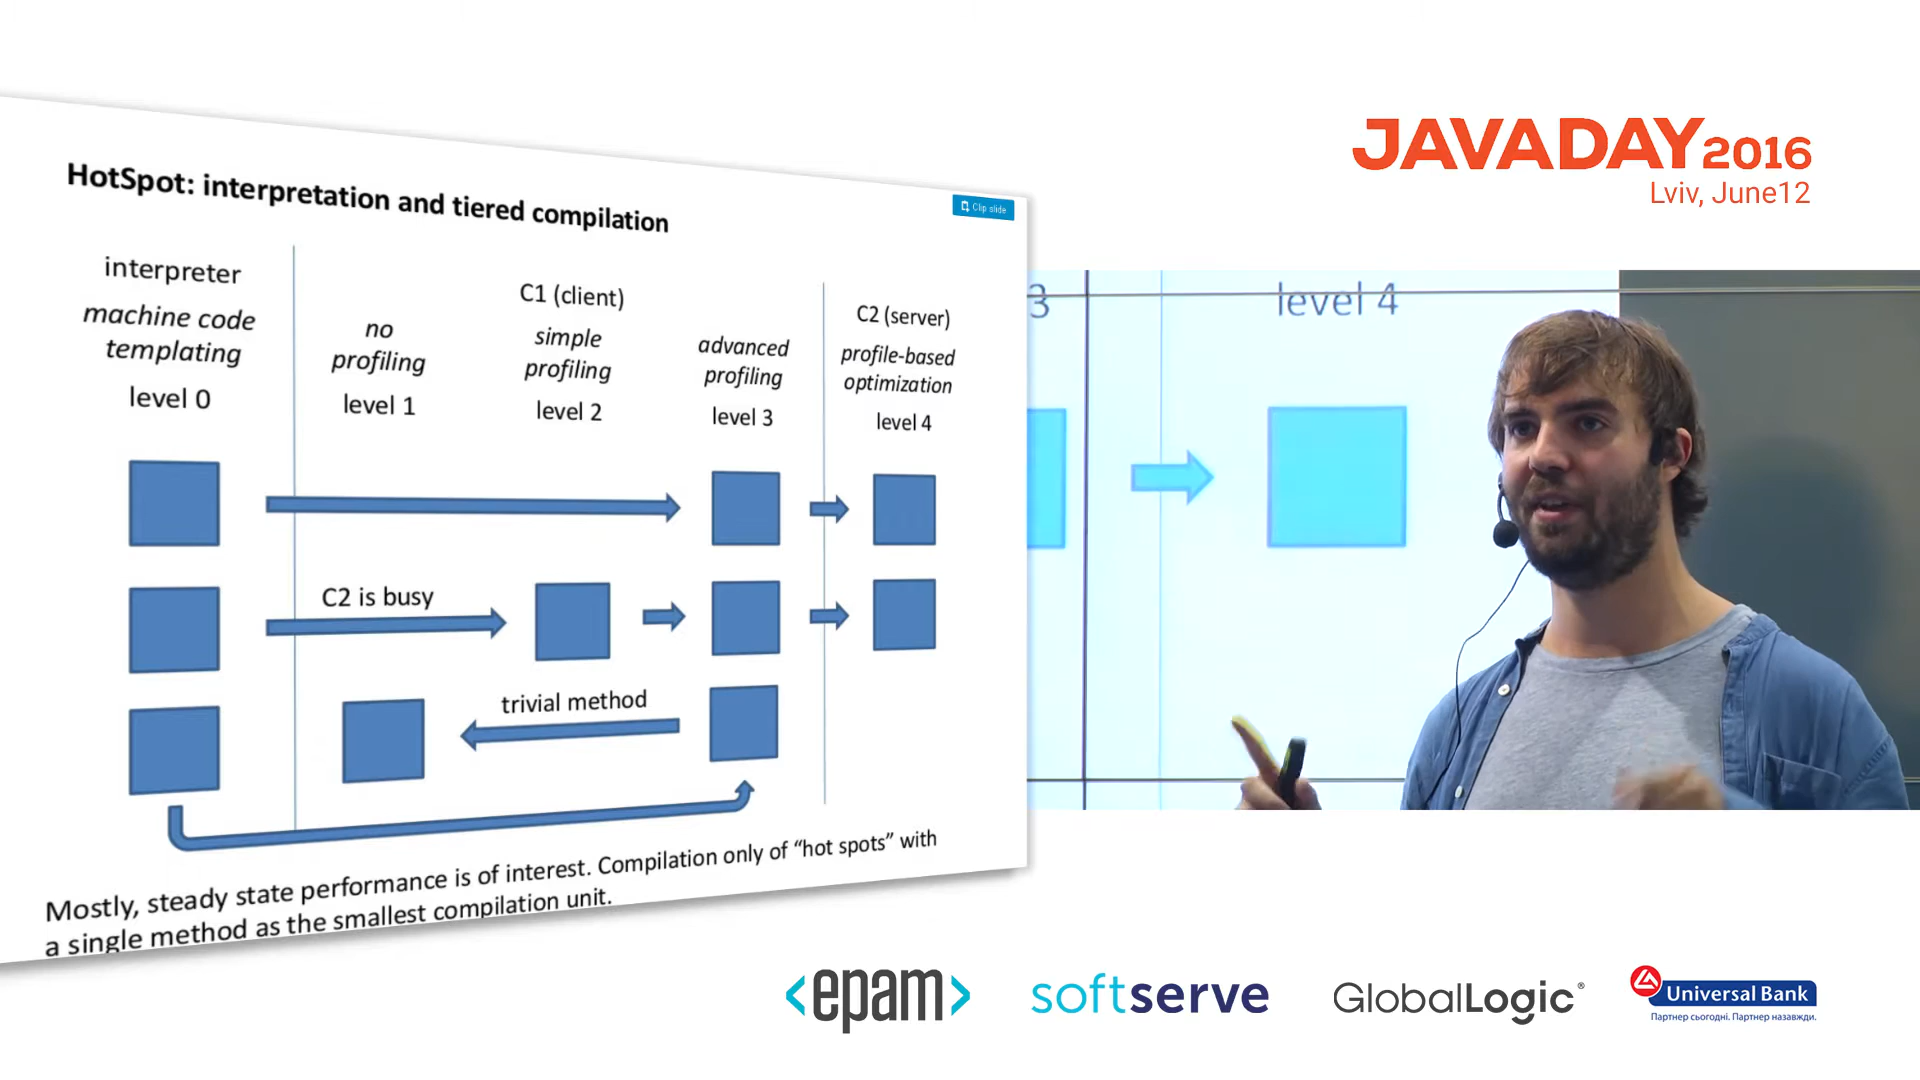 JAVADAY 2016
Lviv, June12
HotSpot: interpretation and tiered compilation
Clip slide
interpreter
machine code
templating
level 0
C1 (client)
no
profiling
level 1
simple
profiling
level 2
advanced
profiling
level 3
C2 (server)
profile-based
optimization
level 4
C2 is busy
trivial method
Mostly, steady state performance is of interest. Compilation only of “hot spots” with
a single method as the smallest compilation unit.
3
level 4
<epam>
softserve
GlobalLogic®
Universal Bank
Партнер сьогодні. Партнер назавжди.